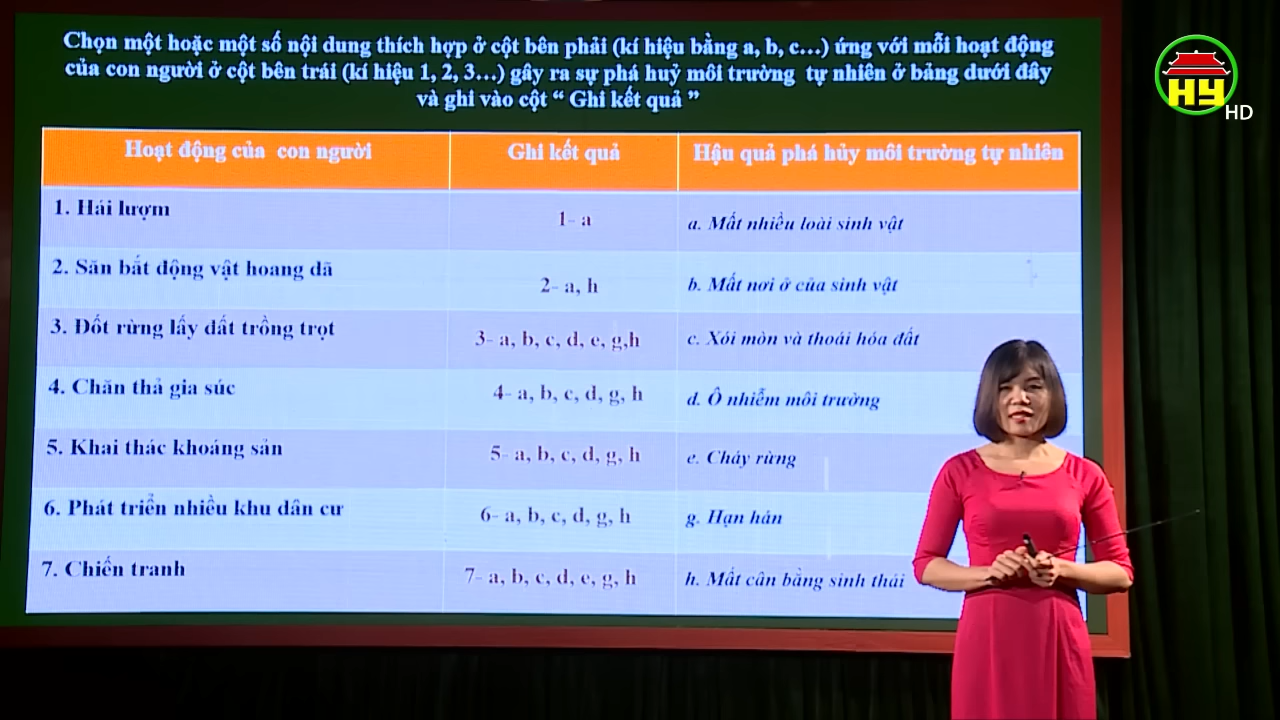 Chọn một hoặc một số nội dung thích hợp ở cột bên phải (kí hiệu bằng a, b, c...) ứng với mỗi hoạt động
của con người ở cột bên trái (kí hiệu 1, 2, 3...) gây ra sự phá huỷ môi trường tự nhiên ở bảng dưới đây
và ghi vào cột “ Ghi kết quả ”
HY
HD
Hoạt động của con người
Ghi kết quả
Hậu quả phá hủy môi trường tự nhiên
1. Hái lượm
1- a
a. Mất nhiều loài sinh vật
2. Săn bắt động vật hoang dã
2- a, h
b. Mất nơi ở của sinh vật
3. Đốt rừng lấy đất trồng trọt
3- a, b, c, d, e, g,h
c. Xói mòn và thoái hóa đất
4. Chăn thả gia súc
4- a, b, c, d, g, h
d. Ô nhiễm môi trường
5. Khai thác khoáng sản
5- a, b, c, d, g, h
e. Cháy rừng
6. Phát triển nhiều khu dân cư
6- a, b, c, d, g, h
g. Hạn hán
7. Chiến tranh
7- a, b, c, d, e, g, h
h. Mất cân bằng sinh thái